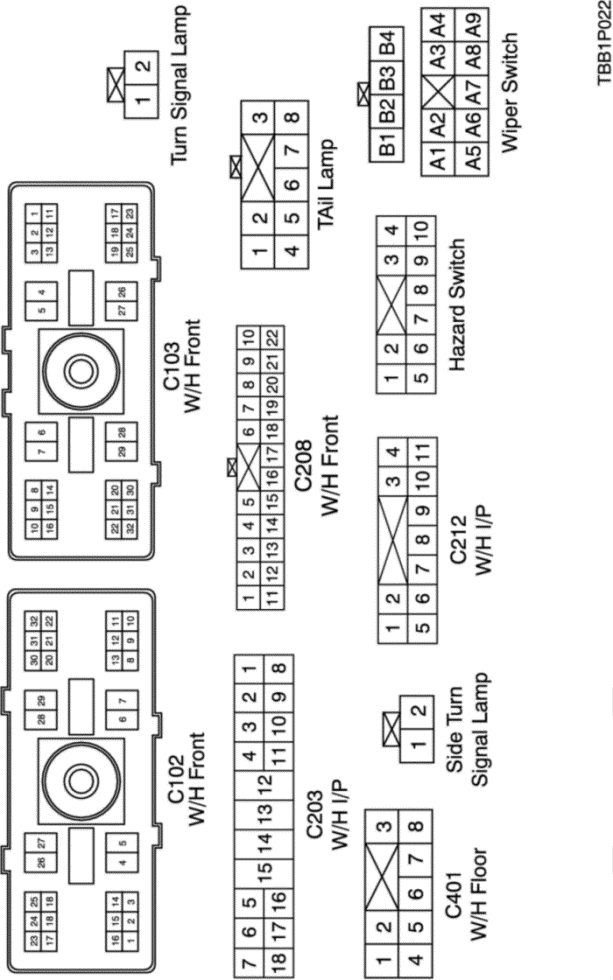 23 24 25 26 27 28 29 30 31 32
17 18 18 20 21 22
16 15 14 4 5 6 7 13 12 11
1 2 3 8 9 10
C102
W/H Front
10 9 8 7 6 5 4 3 2 1
16 15 14 13 12 11
22 21 20 29 28 27 26 19 18 17
32 31 30 25 24 23
C103
W/H Front
1 2
Turn Signal Lamp
7 6 5 15 14 13 12 4 3 2 1
18 17 16 11 10 9 8
C203
W/H I/P
1 2 3 4 5 6 7 8 9 10
11 12 13 14 15 16 17 18 19 20 21 22
C208
W/H Front
1 2 3
4 5 6 7 8
TAil Lamp
1 2 3
4 5 6 7 8
C401
W/H Floor
1 2
Side Turn
Signal Lamp
1 2 3 4
5 6 7 8 9 10 11
C212
W/H I/P
1 2 3 4
5 6 7 8 9 10
Hazard Switch
B1 B2 B3 B4
A1 A2 A3 A4
A5 A6 A7 A8 A9
Wiper Switch
TBB1P022